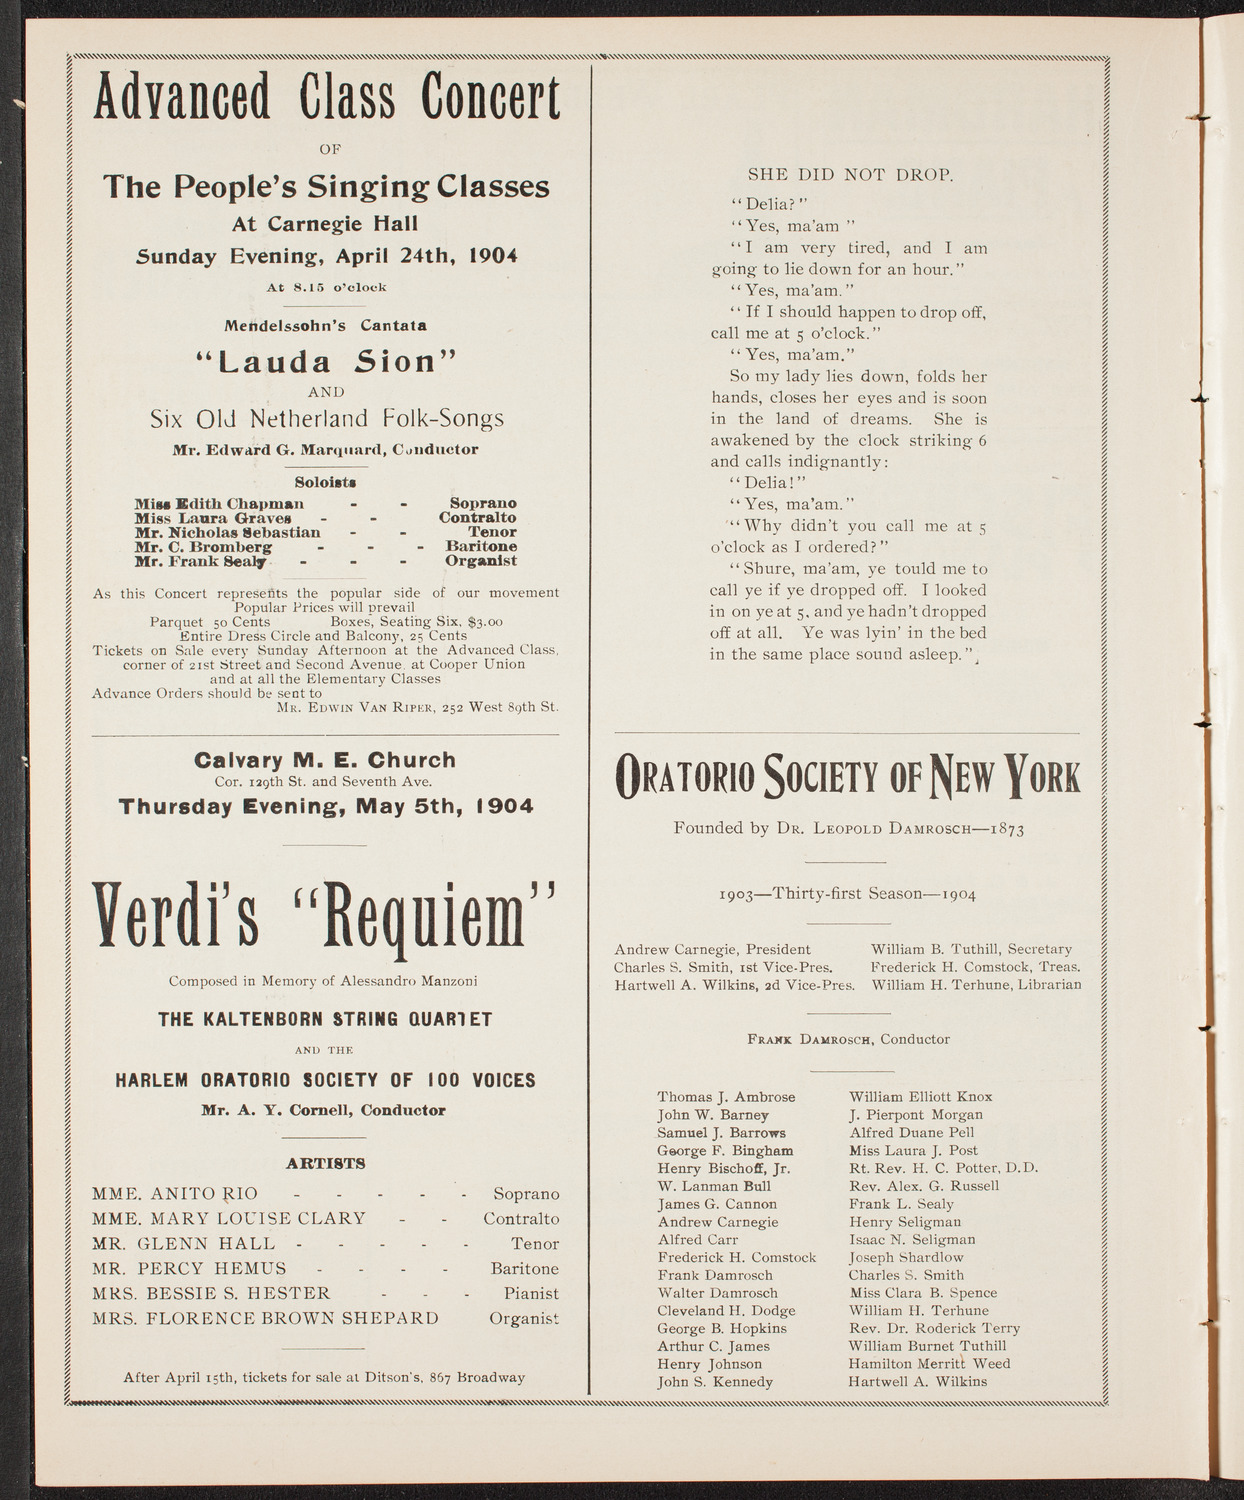 Advanced Class Concert
OF
The People's Singing Classes
At Carnegie Hall
Sunday Evening, April 24th, 1904
At 8.15 o'clock
Mendelssohn's Cantata
"Lauda Sion"
AND
Six Old Netherland Folk-Songs
Mr. Edward G. Marquard, Conductor
Soloists
Miss Edith Chapman - - Soprano
Miss Laura Graves - - Contralto
Mr. Nicholas Sebastian - - Tenor
Mr. C. Bromberg - - - Baritone
Mr. Frank Sealy - - - Organist
As this Concert represents the popular side of our movement
Popular Prices will prevail
Parquet 50 Cents Boxes, Seating Six, $3.00
Entire Dress Circle and Balcony, 25 Cents
Tickets on Sale every Sunday Afternoon at the Advanced Class,
corner of 21st Street and Second Avenue, at Cooper Union
and at all the Elementary Classes
Advance Orders should be sent to
MR. EDWIN VAN RIPER, 252 West 89th St.
Calvary M. E. Church
Cor. 129th St. and Seventh Ave.
Thursday Evening, May 5th, 1904
Verdi's "Requiem"
Composed in Memory of Alessandro Manzoni
THE KALTENBORN STRING QUARTET
AND THE
HARLEM ORATORIO SOCIETY OF 100 VOICES
Mr. A. Y. Cornell, Conductor
ARTISTS
MME. ANITO RIO - - - - - Soprano
MME. MARY LOUISE CLARY - - Contralto
MR. GLENN HALL - - - - - Tenor
MR. PERCY HEMUS - - - - Baritone
MRS. BESSIE S. HESTER - - - Pianist
MRS. FLORENCE BROWN SHEPARD Organist
After April 15th, tickets for sale at Ditson's, 867 Broadway
SHE DID NOT DROP.
"Delia?"
"Yes, ma'am"
"I am very tired, and I am
going to lie down for an hour."
"Yes, ma'am."
"If I should happen to drop off,
call me at 5 o'clock."
"Yes, ma'am."
So my lady lies down, folds her
hands, closes her eyes and is soon
in the land of dreams. She is
awakened by the clock striking 6
and calls indignantly:
"Delia!"
"Yes, ma'am."
"Why didn't you call me at 5
o'clock as I ordered?"
"Shure, ma'am, ye tould me to
call ye if ye dropped off. I looked
in on ye at 5, and ye hadn't dropped
off at all. Ye was lyin' in the bed
in the same place sound asleep."
ORATORIO SOCIETY OF NEW YORK
Founded by DR. LEOPOLD DAMROSCH—1873
1903—Thirty-first Season—1904
Andrew Carnegie, President William B. Tuthill, Secretary
Charles S. Smith, 1st Vice-Pres. Frederick H. Comstock, Treas.
Hartwell A. Wilkins, 2d Vice-Pres. William H. Terhune, Librarian
FRANK DAMROSCH, Conductor
Thomas J. Ambrose William Elliott Knox
John W. Barney J. Pierpont Morgan
Samuel J. Barrows Alfred Duane Pell
George F. Bingham Miss Laura J. Post
Henry Bischoff, Jr. Rt. Rev. H. C. Potter, D.D.
W. Lanman Bull Rev. Alex. G. Russell
James G. Cannon Frank L. Sealy
Andrew Carnegie Henry Seligman
Alfred Carr Isaac N. Seligman
Frederick H. Comstock Joseph Shardlow
Frank Damrosch Charles S. Smith
Walter Damrosch Miss Clara B. Spence
Cleveland H. Dodge William H. Terhune
George B. Hopkins Rev. Dr. Roderick Terry
Arthur C. James William Burnet Tuthill
Henry Johnson Hamilton Merritt Weed
John S. Kennedy Hartwell A. Wilkins